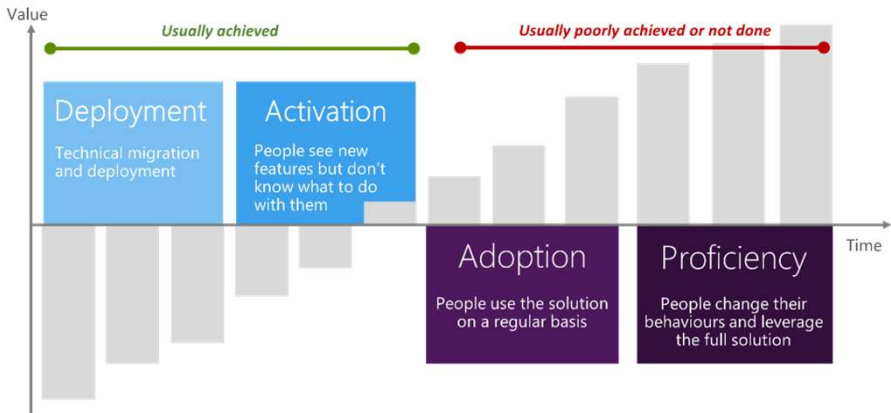 Value
Usually achieved
Usually poorly achieved or not done
Deployment
Technical migration
and deployment
Activation
People see new
features but don't
know what to do
with them
Time
Adoption
People use the solution
on a regular basis
Proficiency
People change their
behaviours and leverage
the full solution